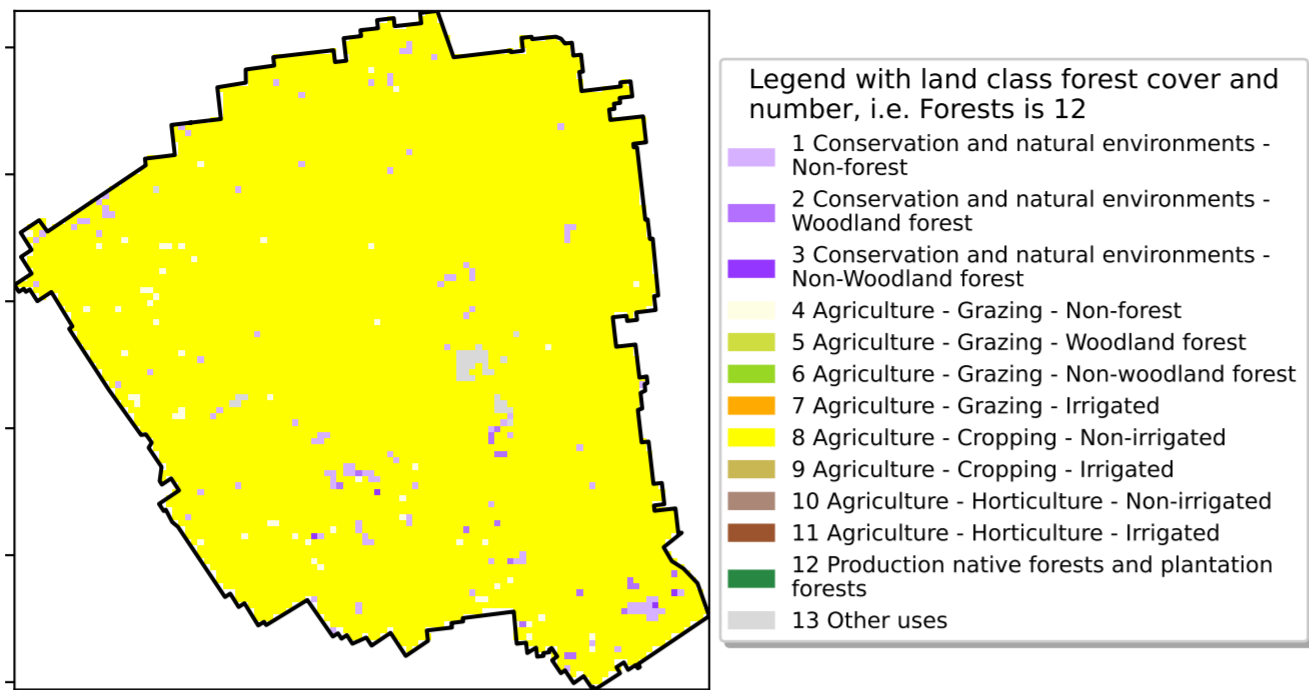 Legend with land class forest cover and
number, i.e. Forests is 12
1 Conservation and natural environments -
Non-forest
2 Conservation and natural environments -
Woodland forest
3 Conservation and natural environments -
Non-Woodland forest
4 Agriculture - Grazing - Non-forest
5 Agriculture - Grazing - Woodland forest
6 Agriculture - Grazing - Non-woodland forest
7 Agriculture - Grazing - Irrigated
8 Agriculture - Cropping - Non-irrigated
9 Agriculture - Cropping - Irrigated
10 Agriculture - Horticulture - Non-irrigated
11 Agriculture - Horticulture - Irrigated
12 Production native forests and plantation
forests
13 Other uses